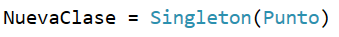 NuevaClase = Singleton(Punto)